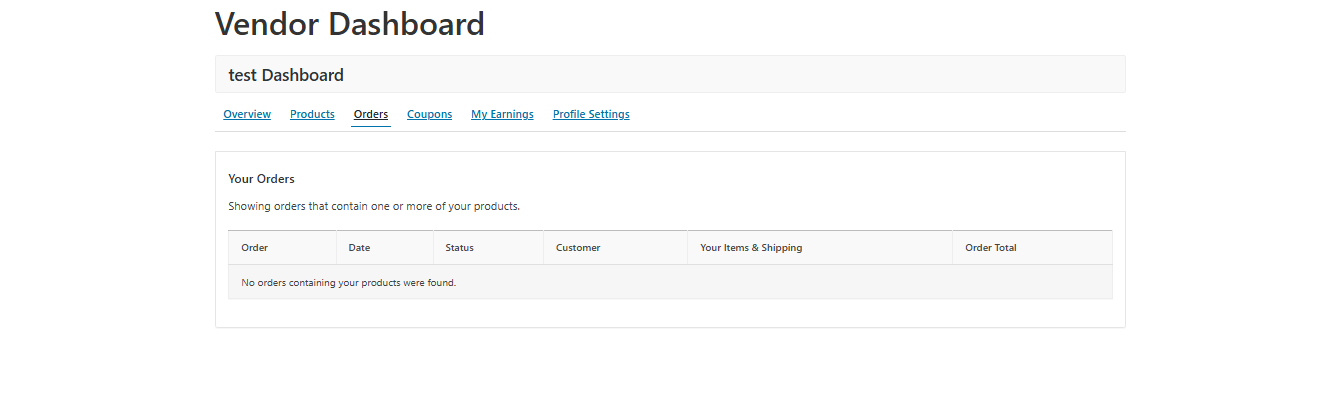 Vendor Dashboard
test Dashboard
Overview Products Orders Coupons My Earnings Profile Settings
Your Orders
Showing orders that contain one or more of your products.
Order Date Status Customer Your Items & Shipping Order Total
No orders containing your products were found.